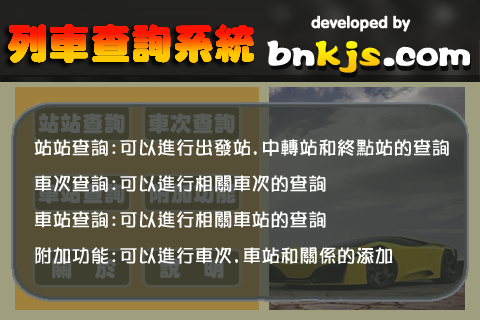 列車查詢系統
developed by
bnkjs.com
站站查詢 車次查詢
站站查詢:可以進行出發站.中轉站和終點站的查詢
車次查詢:可以進行相關車次的查詢
車站查詢 附加功能
車站查詢:可以進行相關車站的查詢
附加功能:可以進行車次.車站和關係的添加
關 於 說 明